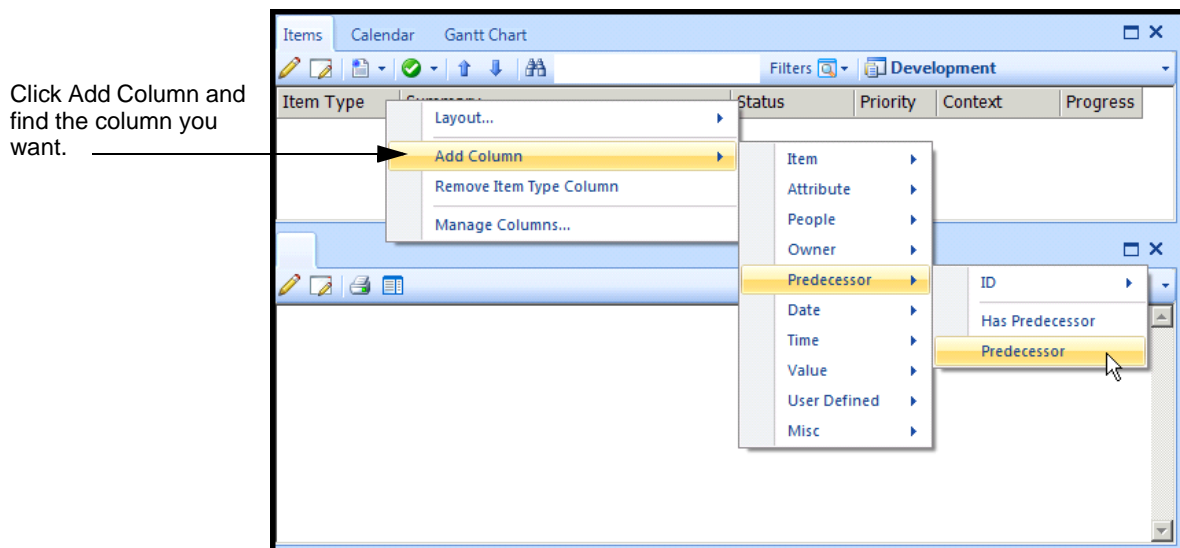 Items Calendar Gantt Chart
Filters Development
Click Add Column and
find the column you
want.
Item Type Summary Status Priority Context Progress
Layout...
Add Column
Remove Item Type Column
Manage Columns...
Item
Attribute
People
Owner
Predecessor
Date
Time
Value
User Defined
Misc
ID
Has Predecessor
Predecessor